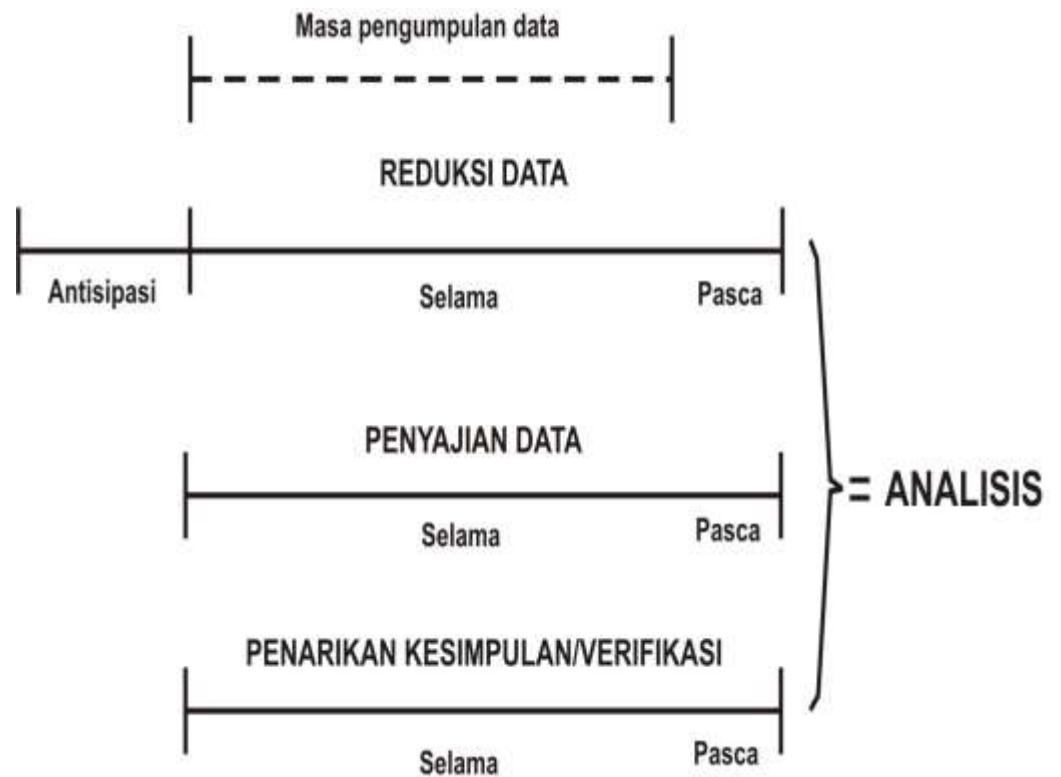 Masa pengumpulan data
REDUKSI DATA
Antisipasi
Selama
Pasca
PENYAJIAN DATA
Selama
Pasca
= ANALISIS
PENARIKAN KESIMPULAN/VERIFIKASI
Selama
Pasca